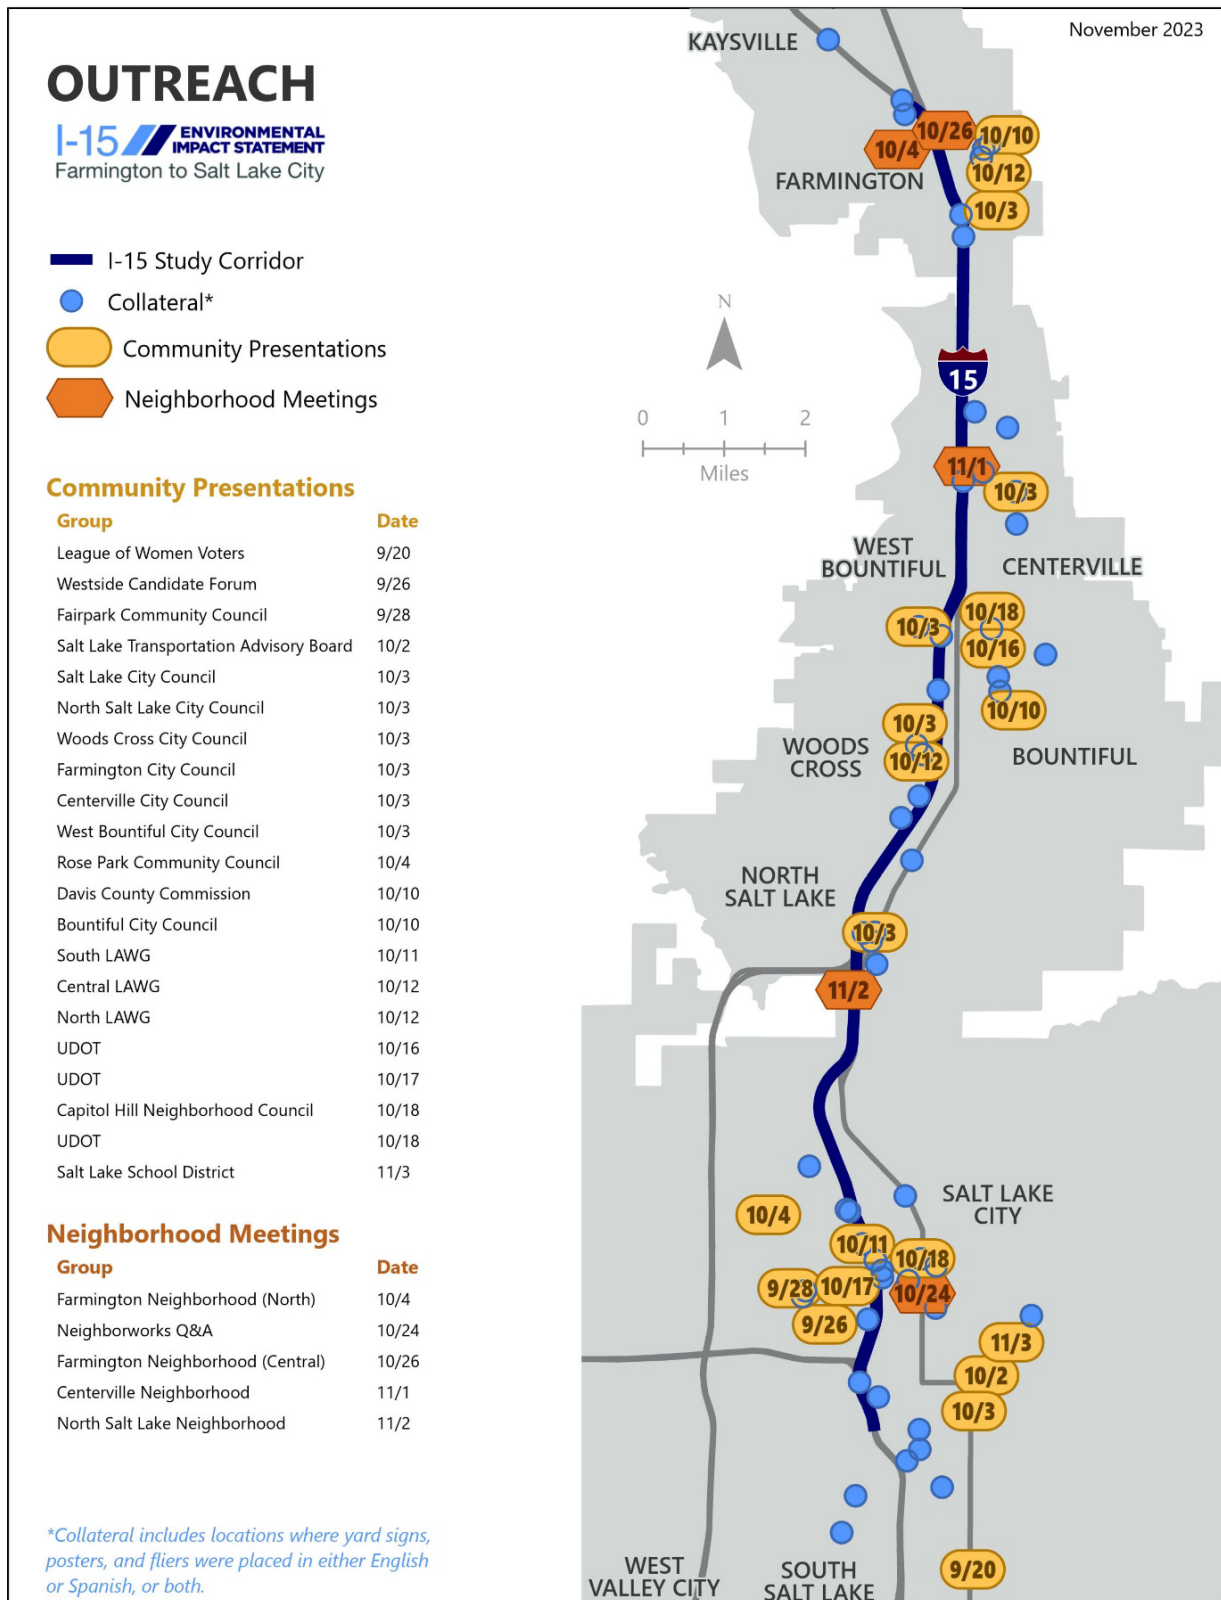 November 2023
OUTREACH
I-15 ENVIRONMENTAL
IMPACT STATEMENT
Farmington to Salt Lake City
I-15 Study Corridor
Collateral*
Community Presentations
Neighborhood Meetings
Community Presentations
Group Date
League of Women Voters 9/20
Westside Candidate Forum 9/26
Fairpark Community Council 9/28
Salt Lake Transportation Advisory Board 10/2
Salt Lake City Council 10/3
North Salt Lake City Council 10/3
Woods Cross City Council 10/3
Farmington City Council 10/3
Centerville City Council 10/3
West Bountiful City Council 10/3
Rose Park Community Council 10/4
Davis County Commission 10/10
Bountiful City Council 10/10
South LAWG 10/11
Central LAWG 10/12
North LAWG 10/12
UDOT 10/16
UDOT 10/17
Capitol Hill Neighborhood Council 10/18
UDOT 10/18
Salt Lake School District 11/3
Neighborhood Meetings
Group Date
Farmington Neighborhood (North) 10/4
Neighborworks Q&A 10/24
Farmington Neighborhood (Central) 10/26
Centerville Neighborhood 11/1
North Salt Lake Neighborhood 11/2
*Collateral includes locations where yard signs,
posters, and fliers were placed in either English
or Spanish, or both.
KAYSVILLE
10/26
10/10
10/4
10/12
FARMINGTON
10/3
N
15
0 1 2
Miles
11/1
10/3
WEST
BOUNTIFUL
CENTERVILLE
10/18
10/3
10/16
10/10
10/3
WOODS
CROSS
10/12
BOUNTIFUL
NORTH
SALT LAKE
10/3
11/2
SALT LAKE
CITY
10/4
10/11
10/18
9/28
10/17
10/24
9/26
11/3
10/2
10/3
WEST
VALLEY CITY
SOUTH
SALT LAKE
9/20